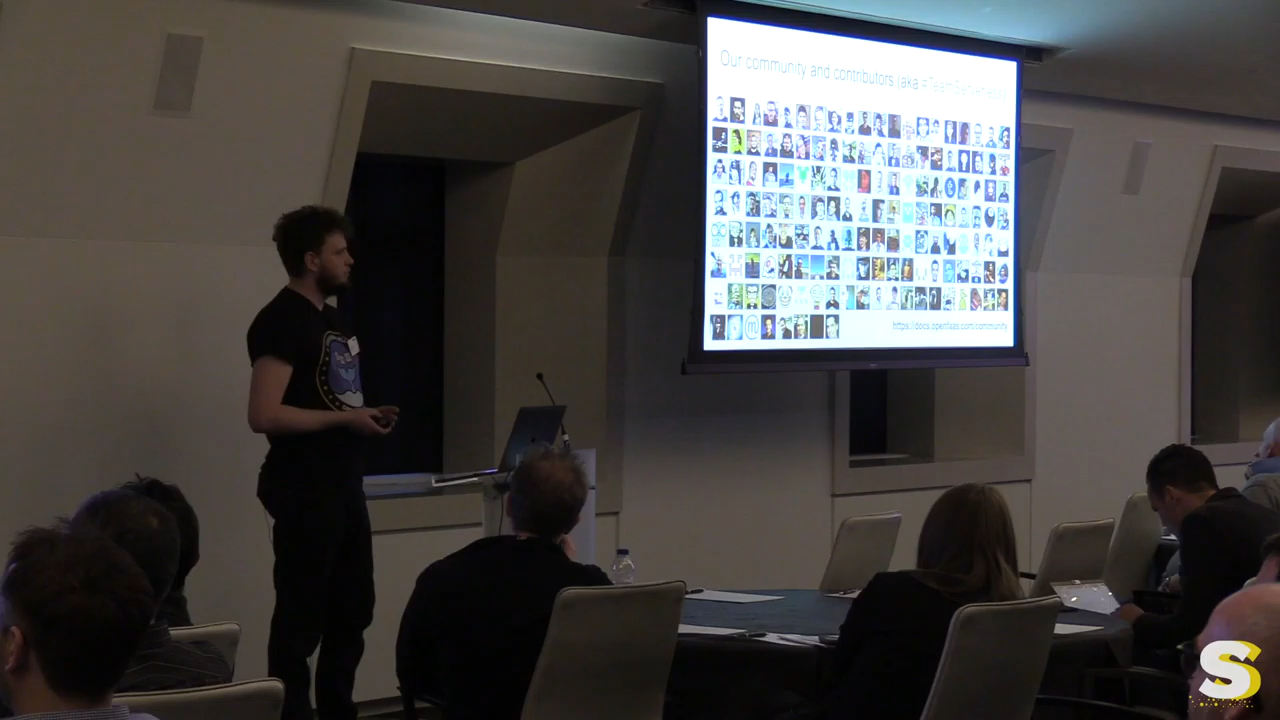 Our community and contributors (aka #TeamServerless)
https://docs.openfaas.com/community
S